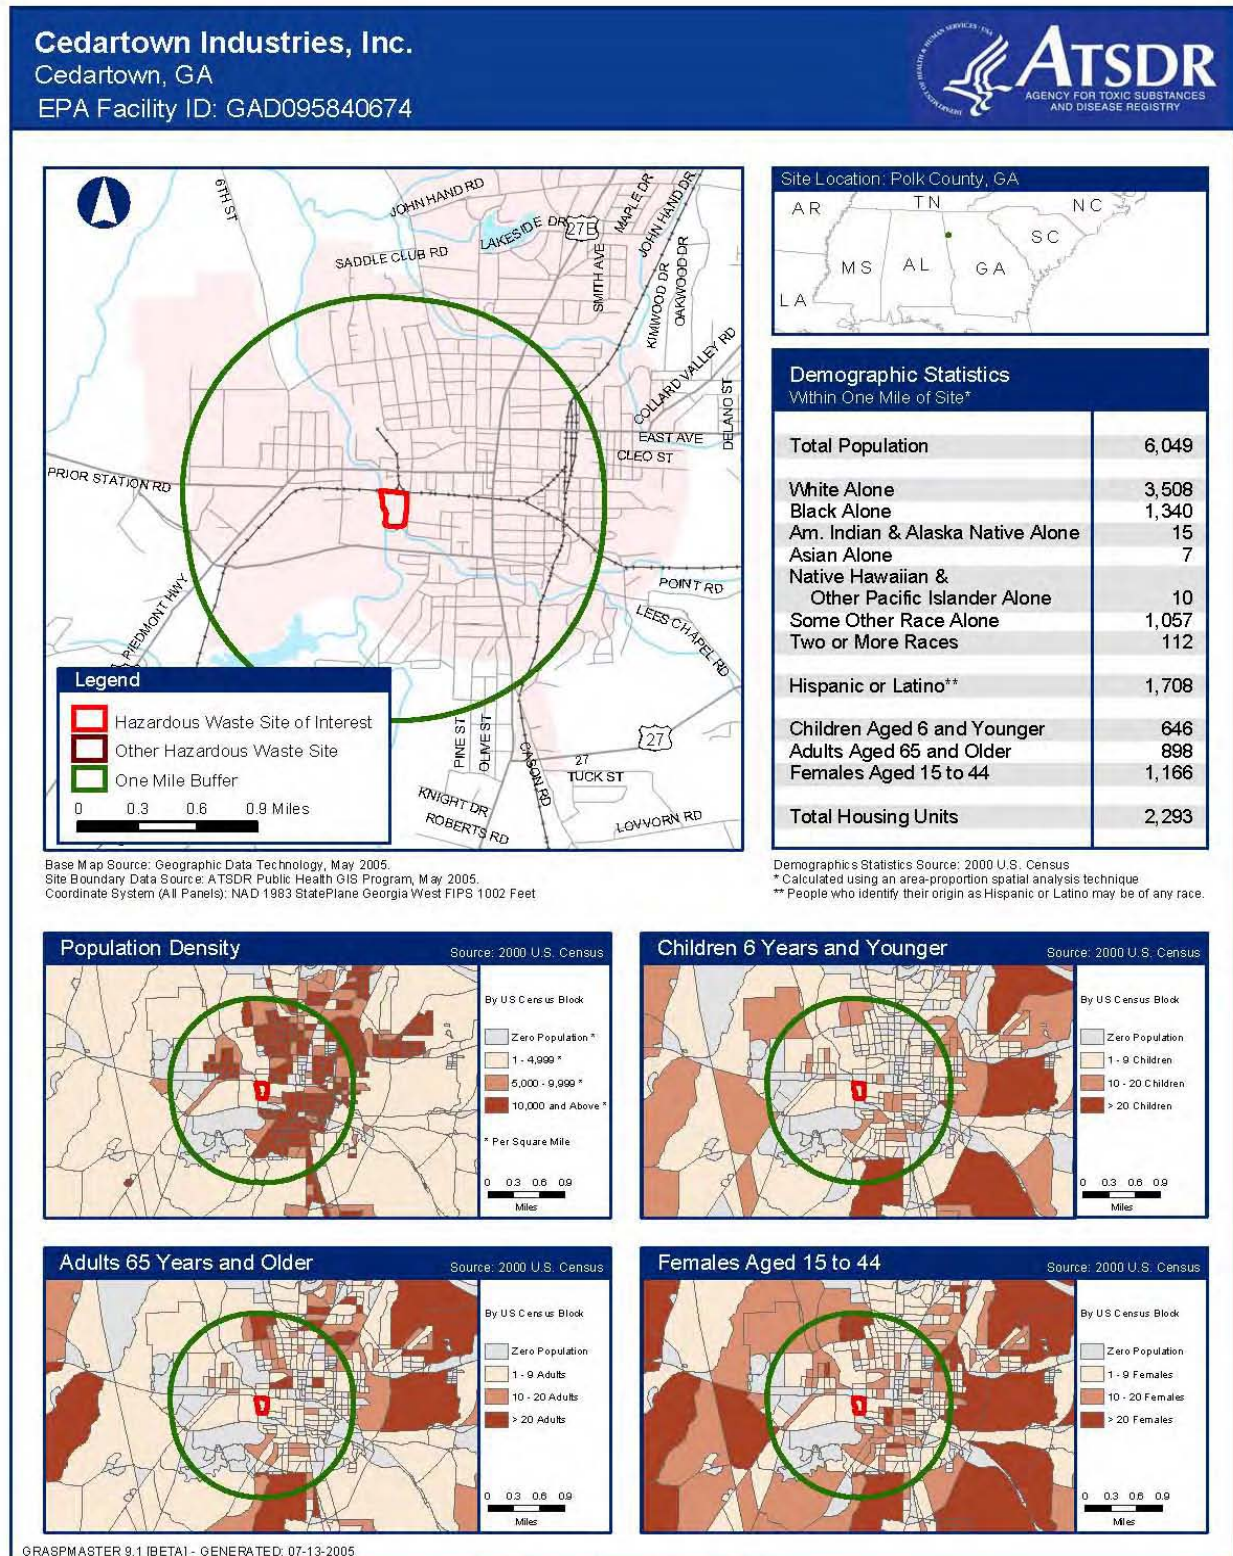 Cedartown Industries, Inc.
Cedartown, GA
EPA Facility ID: GAD095840674
DEPARTMENT OF HEALTH & HUMAN SERVICES · USA
ATSDR
AGENCY FOR TOXIC SUBSTANCES
AND DISEASE REGISTRY
6TH ST
JOHN HAND RD
LAKESIDE DR
27B
MAPLE DR
JOHN HAND DR
SADDLE CLUB RD
SMITH AVE
KIMWOOD DR
OAKWOOD DR
COLLARD VALLEY RD
DELANO ST
EAST AVE
CLEO ST
PRIOR STATION RD
PIEDMONT HWY
POINT RD
LEES CHAPEL RD
PINE ST
OLIVE ST
CASON RD
27
27
TUCK ST
KNIGHT DR
ROBERTS RD
LOVVORN RD
Legend
Hazardous Waste Site of Interest
Other Hazardous Waste Site
One Mile Buffer
0 0.3 0.6 0.9 Miles
Base Map Source: Geographic Data Technology, May 2005.
Site Boundary Data Source: ATSDR Public Health GIS Program, May 2005.
Coordinate System (All Panels): NAD 1983 StatePlane Georgia West FIPS 1002 Feet
Site Location: Polk County, GA
AR TN NC
SC
MS AL GA
LA
Demographic Statistics
Within One Mile of Site*
Total Population 6,049
White Alone 3,508
Black Alone 1,340
Am. Indian & Alaska Native Alone 15
Asian Alone 7
Native Hawaiian &
Other Pacific Islander Alone 10
Some Other Race Alone 1,057
Two or More Races 112
Hispanic or Latino** 1,708
Children Aged 6 and Younger 646
Adults Aged 65 and Older 898
Females Aged 15 to 44 1,166
Total Housing Units 2,293
Demographics Statistics Source: 2000 U.S. Census
* Calculated using an area-proportion spatial analysis technique
** People who identify their origin as Hispanic or Latino may be of any race.
Population Density Source: 2000 U.S. Census
By US Census Block
Zero Population *
1 - 4,999 *
5,000 - 9,999 *
10,000 and Above *
* Per Square Mile
0 0.3 0.6 0.9
Miles
Children 6 Years and Younger Source: 2000 U.S. Census
By US Census Block
Zero Population
1 - 9 Children
10 - 20 Children
> 20 Children
0 0.3 0.6 0.9
Miles
Adults 65 Years and Older Source: 2000 U.S. Census
By US Census Block
Zero Population
1 - 9 Adults
10 - 20 Adults
> 20 Adults
0 0.3 0.6 0.9
Miles
Females Aged 15 to 44 Source: 2000 U.S. Census
By US Census Block
Zero Population
1 - 9 Females
10 - 20 Females
> 20 Females
0 0.3 0.6 0.9
Miles
GRASPMASTER 9.1 [BETA] - GENERATED: 07-13-2005